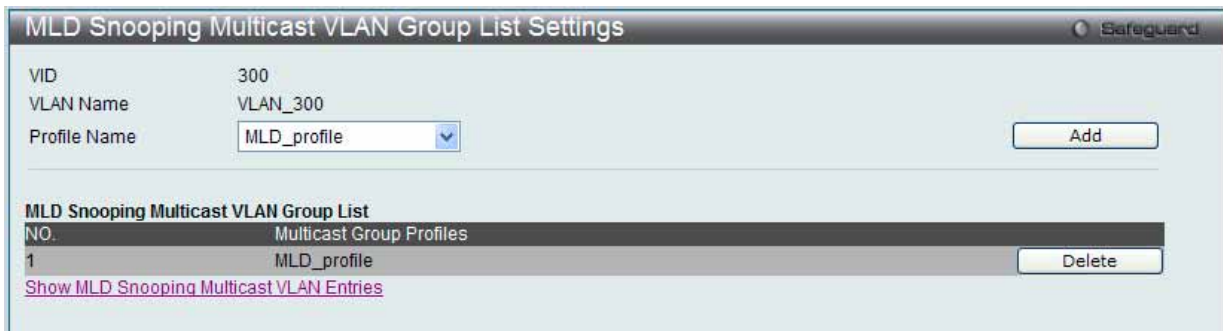 MLD Snooping Multicast VLAN Group List Settings
Safeguard
VID 300
VLAN Name VLAN_300
Profile Name MLD_profile Add
MLD Snooping Multicast VLAN Group List
NO. Multicast Group Profiles
1 MLD_profile Delete
Show MLD Snooping Multicast VLAN Entries